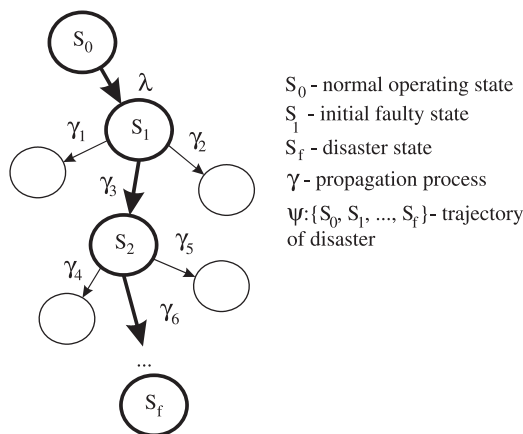 S0
λ
S1
γ1
γ2
γ3
S2
γ4
γ5
γ6
...
Sf
S0 - normal operating state
S1 - initial faulty state
Sf - disaster state
γ - propagation process
ψ:{S0, S1, ..., Sf}- trajectory
of disaster